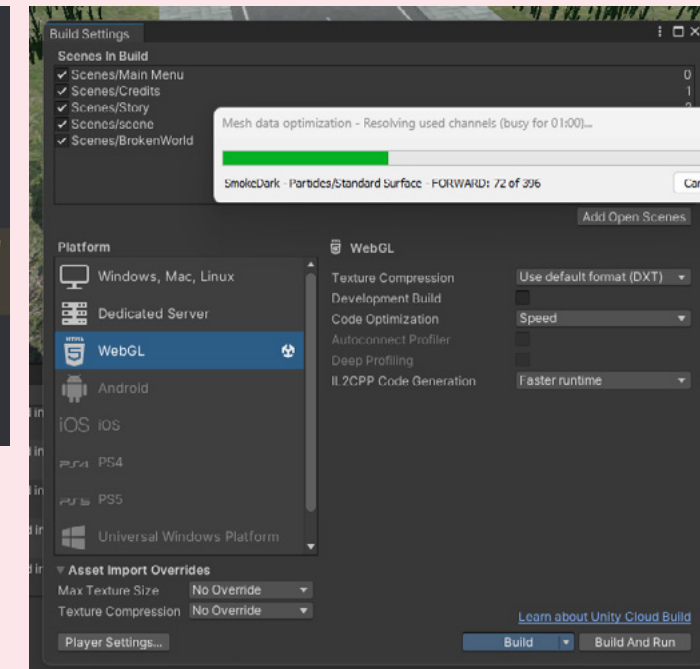 Build Settings
Scenes In Build
Scenes/Main Menu 0
Scenes/Credits 1
Scenes/Story
Scenes/scene
Scenes/BrokenWorld
Mesh data optimization - Resolving used channels (busy for 01:00)...
SmokeDark - Particles/Standard Surface - FORWARD: 72 of 396
Can
Add Open Scenes
Platform
Windows, Mac, Linux
Dedicated Server
HTML
5
WebGL
Android
iOS iOS
PS4 PS4
PS5 PS5
Universal Windows Platform
WebGL
Texture Compression Use default format (DXT)
Development Build
Code Optimization Speed
Autoconnect Profiler
Deep Profiling
IL2CPP Code Generation Faster runtime
Asset Import Overrides
Max Texture Size No Override
Texture Compression No Override
Learn about Unity Cloud Build
Player Settings...
Build
Build And Run